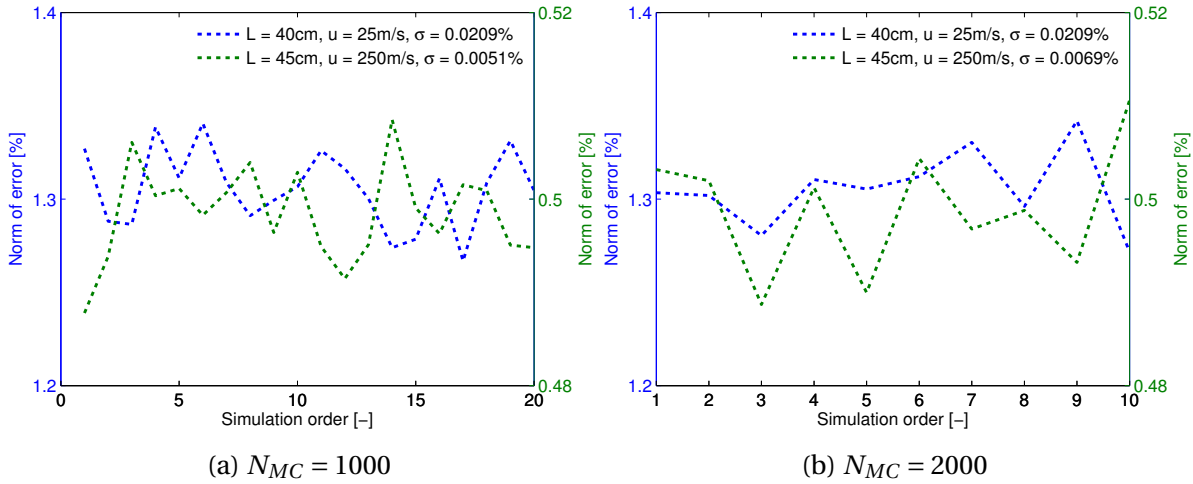 1.4
0.52
L = 40cm, u = 25m/s, σ = 0.0209%
L = 45cm, u = 250m/s, σ = 0.0051%
Norm of error [%]
1.3
0.5
Norm of error [%]
1.2
0.48
0 5 10 15 20
Simulation order [−]
(a) N_MC = 1000
1.4
0.52
L = 40cm, u = 25m/s, σ = 0.0209%
L = 45cm, u = 250m/s, σ = 0.0069%
Norm of error [%]
1.3
0.5
Norm of error [%]
1.2
0.48
1 2 3 4 5 6 7 8 9 10
Simulation order [−]
(b) N_MC = 2000